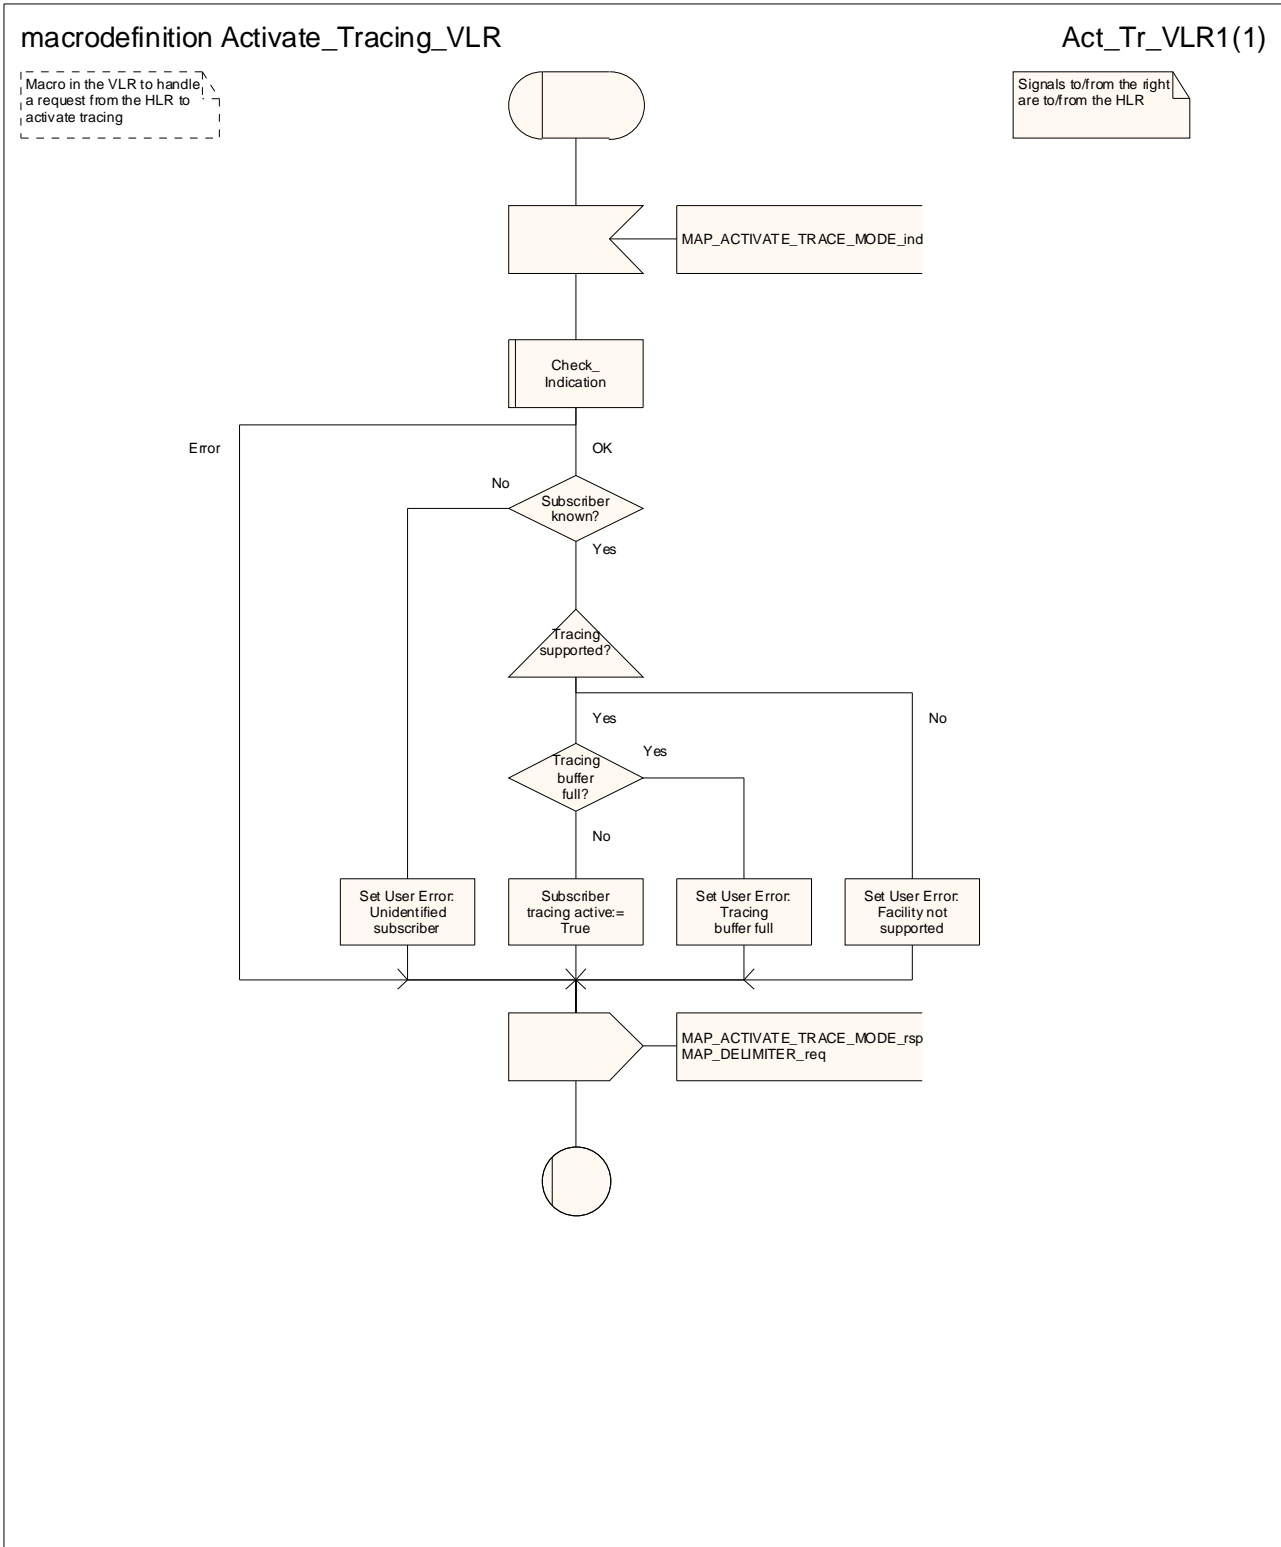 macrodefinition Activate_Tracing_VLR
Act_Tr_VLR1(1)
Macro in the VLR to handle
a request from the HLR to
activate tracing
Signals to/from the right
are to/from the HLR
MAP_ACTIVATE_TRACE_MODE_ind
Check_
Indication
Error
OK
No
Subscriber
known?
Yes
Tracing
supported?
Yes
No
Tracing
buffer
full?
Yes
No
Set User Error:
Unidentified
subscriber
Subscriber
tracing active:=
True
Set User Error:
Tracing
buffer full
Set User Error:
Facility not
supported
MAP_ACTIVATE_TRACE_MODE_rsp
MAP_DELIMITER_req